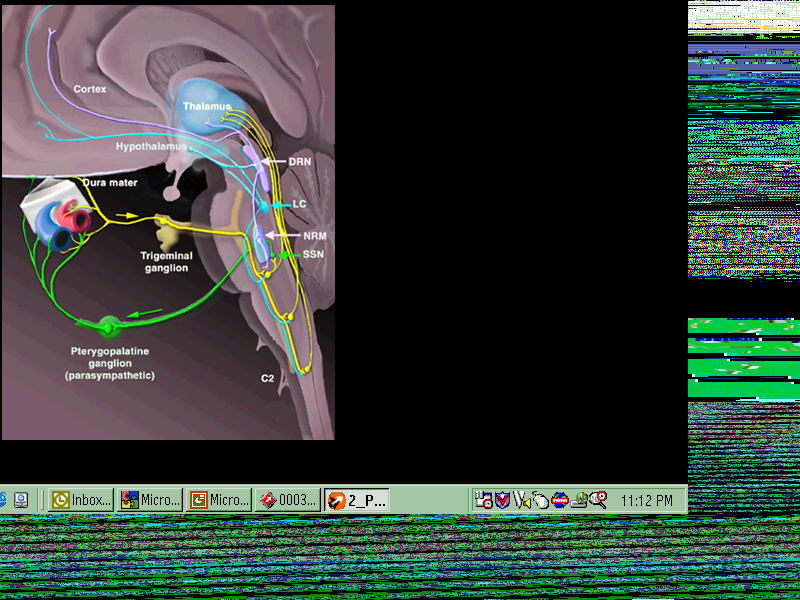 Cortex
Thalamus
Hypothalamus
DRN
Dura mater
LC
NRM
Trigeminal
ganglion
SSN
Pterygopalatine
ganglion
(parasympathetic)
C2
Inbox...
Micro...
Micro...
0003...
2_P...
11:12 PM